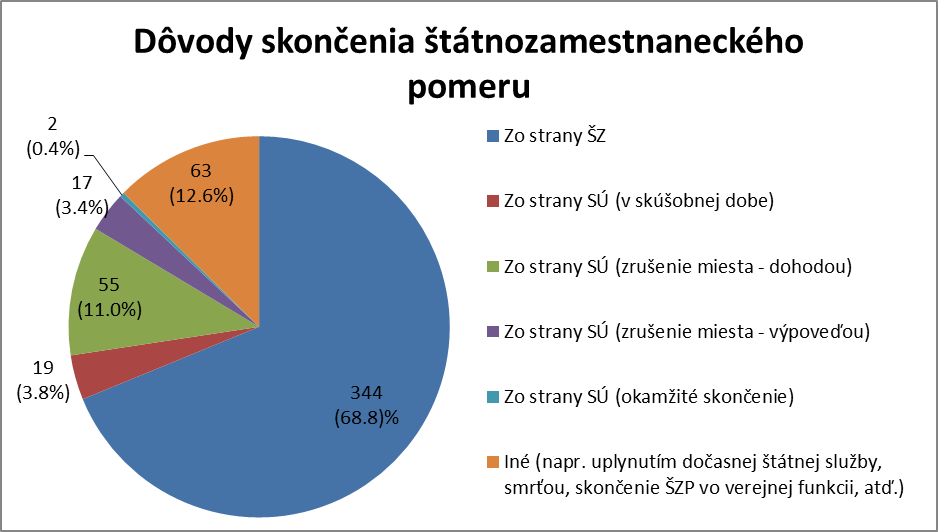 Dôvody skončenia štátnozamestnaneckého
pomeru
2
(0.4%)
17
(3.4%)
63
(12.6%)
55
(11.0%)
19
(3.8%)
344
(68.8)%
Zo strany ŠZ
Zo strany SÚ (v skúšobnej dobe)
Zo strany SÚ (zrušenie miesta - dohodou)
Zo strany SÚ (zrušenie miesta - výpoveďou)
Zo strany SÚ (okamžité skončenie)
Iné (napr. uplynutím dočasnej štátnej služby,
smrťou, skončenie ŠZP vo verejnej funkcii, atď.)